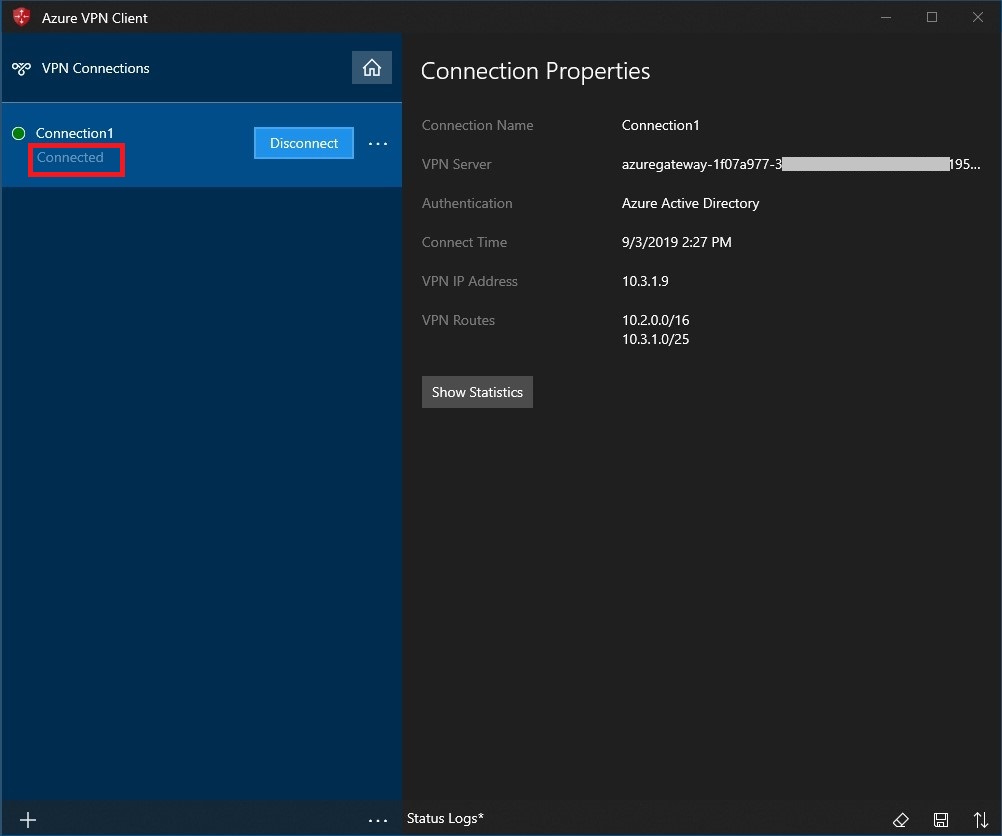 Azure VPN Client
VPN Connections
Connection1
Connected
Disconnect
...
Connection Properties
Connection Name Connection1
VPN Server azuregateway-1f07a977-3 195...
Authentication Azure Active Directory
Connect Time 9/3/2019 2:27 PM
VPN IP Address 10.3.1.9
VPN Routes 10.2.0.0/16
10.3.1.0/25
Show Statistics
...
Status Logs*